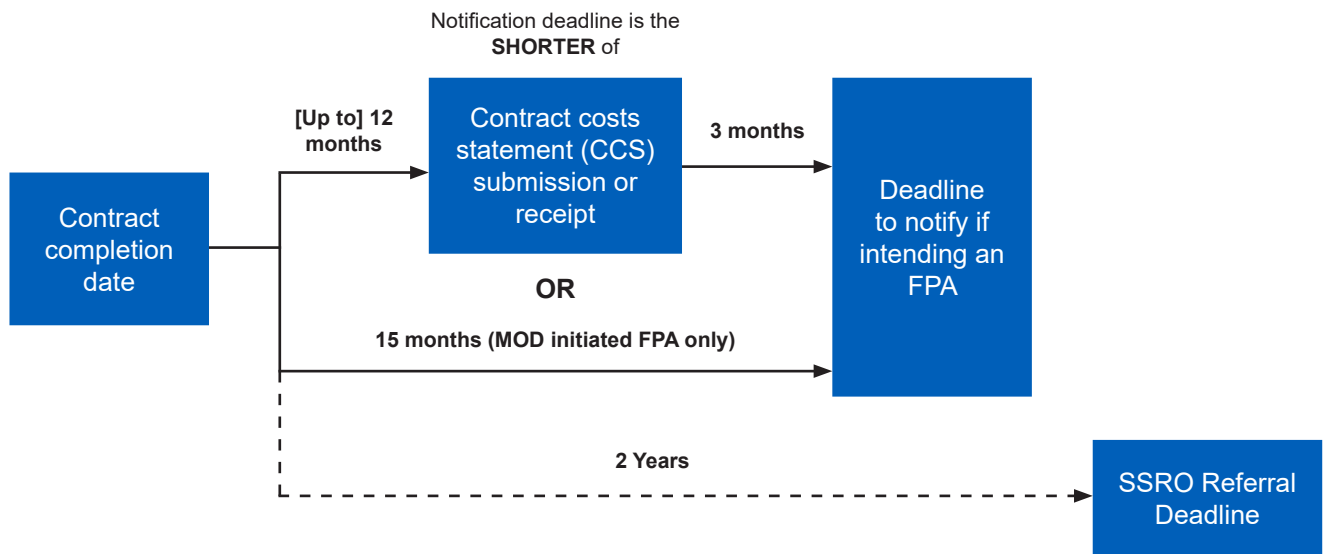 Notification deadline is the
SHORTER of
[Up to] 12
months
Contract costs
statement (CCS)
submission or
receipt
3 months
Contract
completion
date
Deadline
to notify if
intending an
FPA
OR
15 months (MOD initiated FPA only)
2 Years
SSRO Referral
Deadline